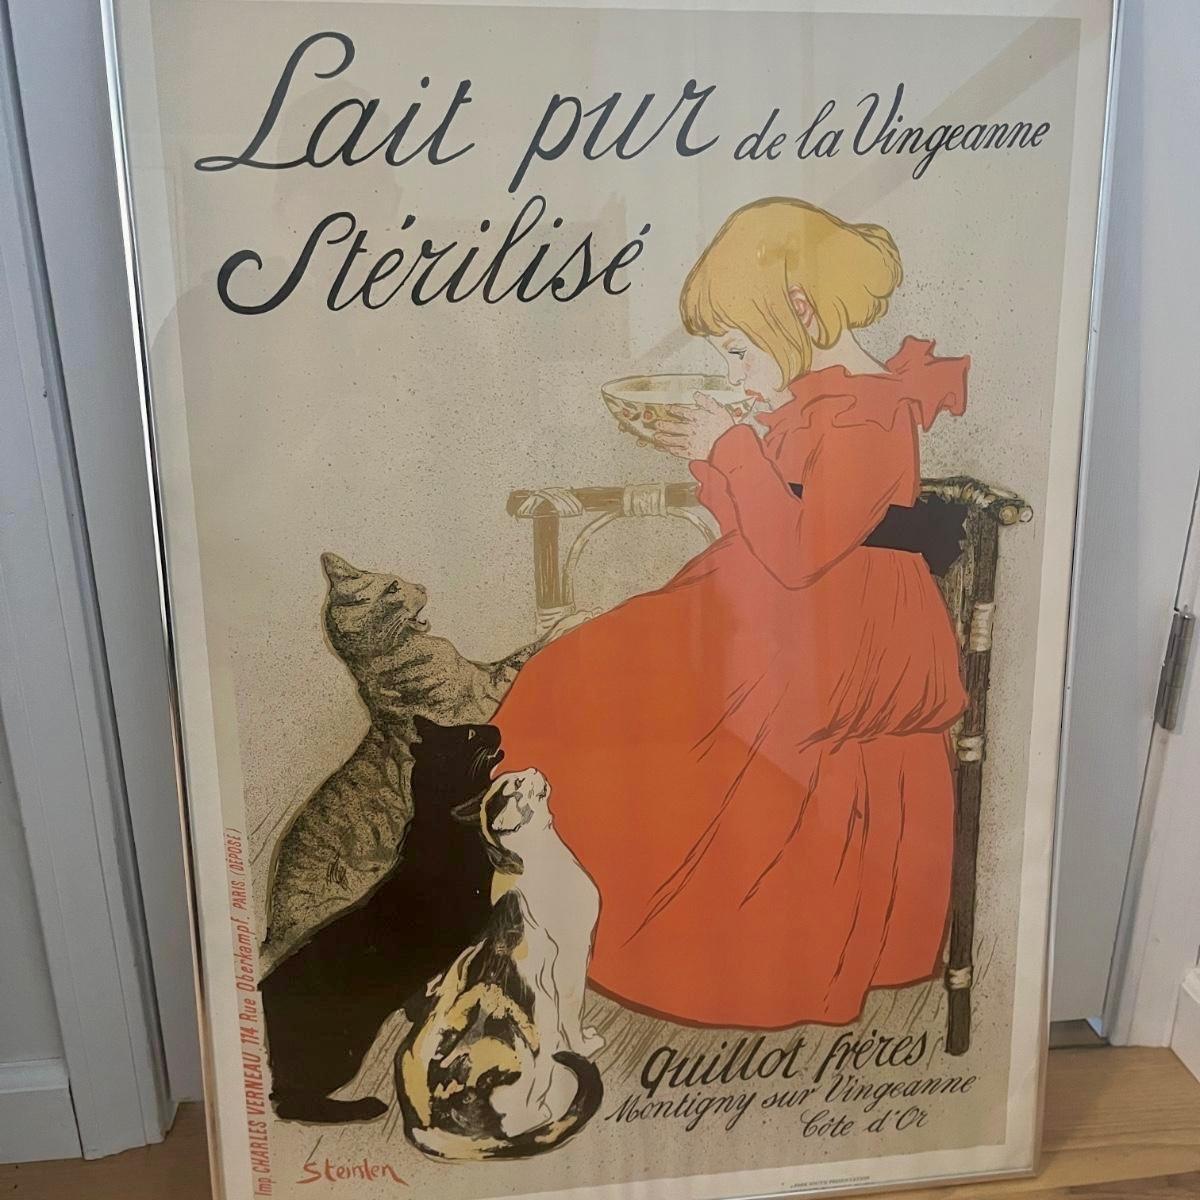 Lait pur de la Vingeanne
Stérilisé
Quillot frères
Montigny sur Vingeanne
Côte d'Or
Imp. CHARLES VERNEAU, 114 Rue Oberkampf. PARIS (DÉPOSÉ)
Steinlen